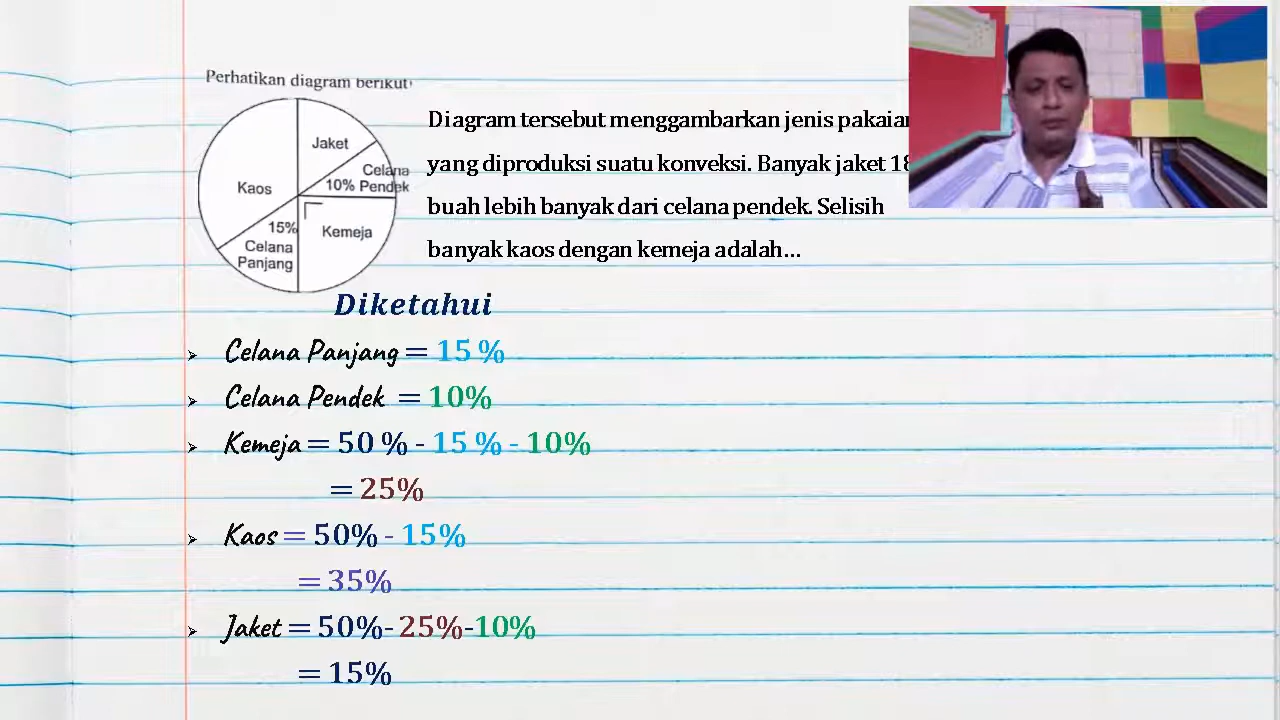 Perhatikan diagram berikut
Jaket
Celana
10% Pendek
Kaos
15%
Kemeja
Celana
Panjang
Diagram tersebut menggambarkan jenis pakaian
yang diproduksi suatu konveksi. Banyak jaket 18
buah lebih banyak dari celana pendek. Selisih
banyak kaos dengan kemeja adalah...
Diketahui
➢ Celana Panjang = 15 %
➢ Celana Pendek = 10%
➢ Kemeja = 50 % - 15 % - 10%
= 25%
➢ Kaos = 50% - 15%
= 35%
➢ Jaket = 50%- 25%-10%
= 15%